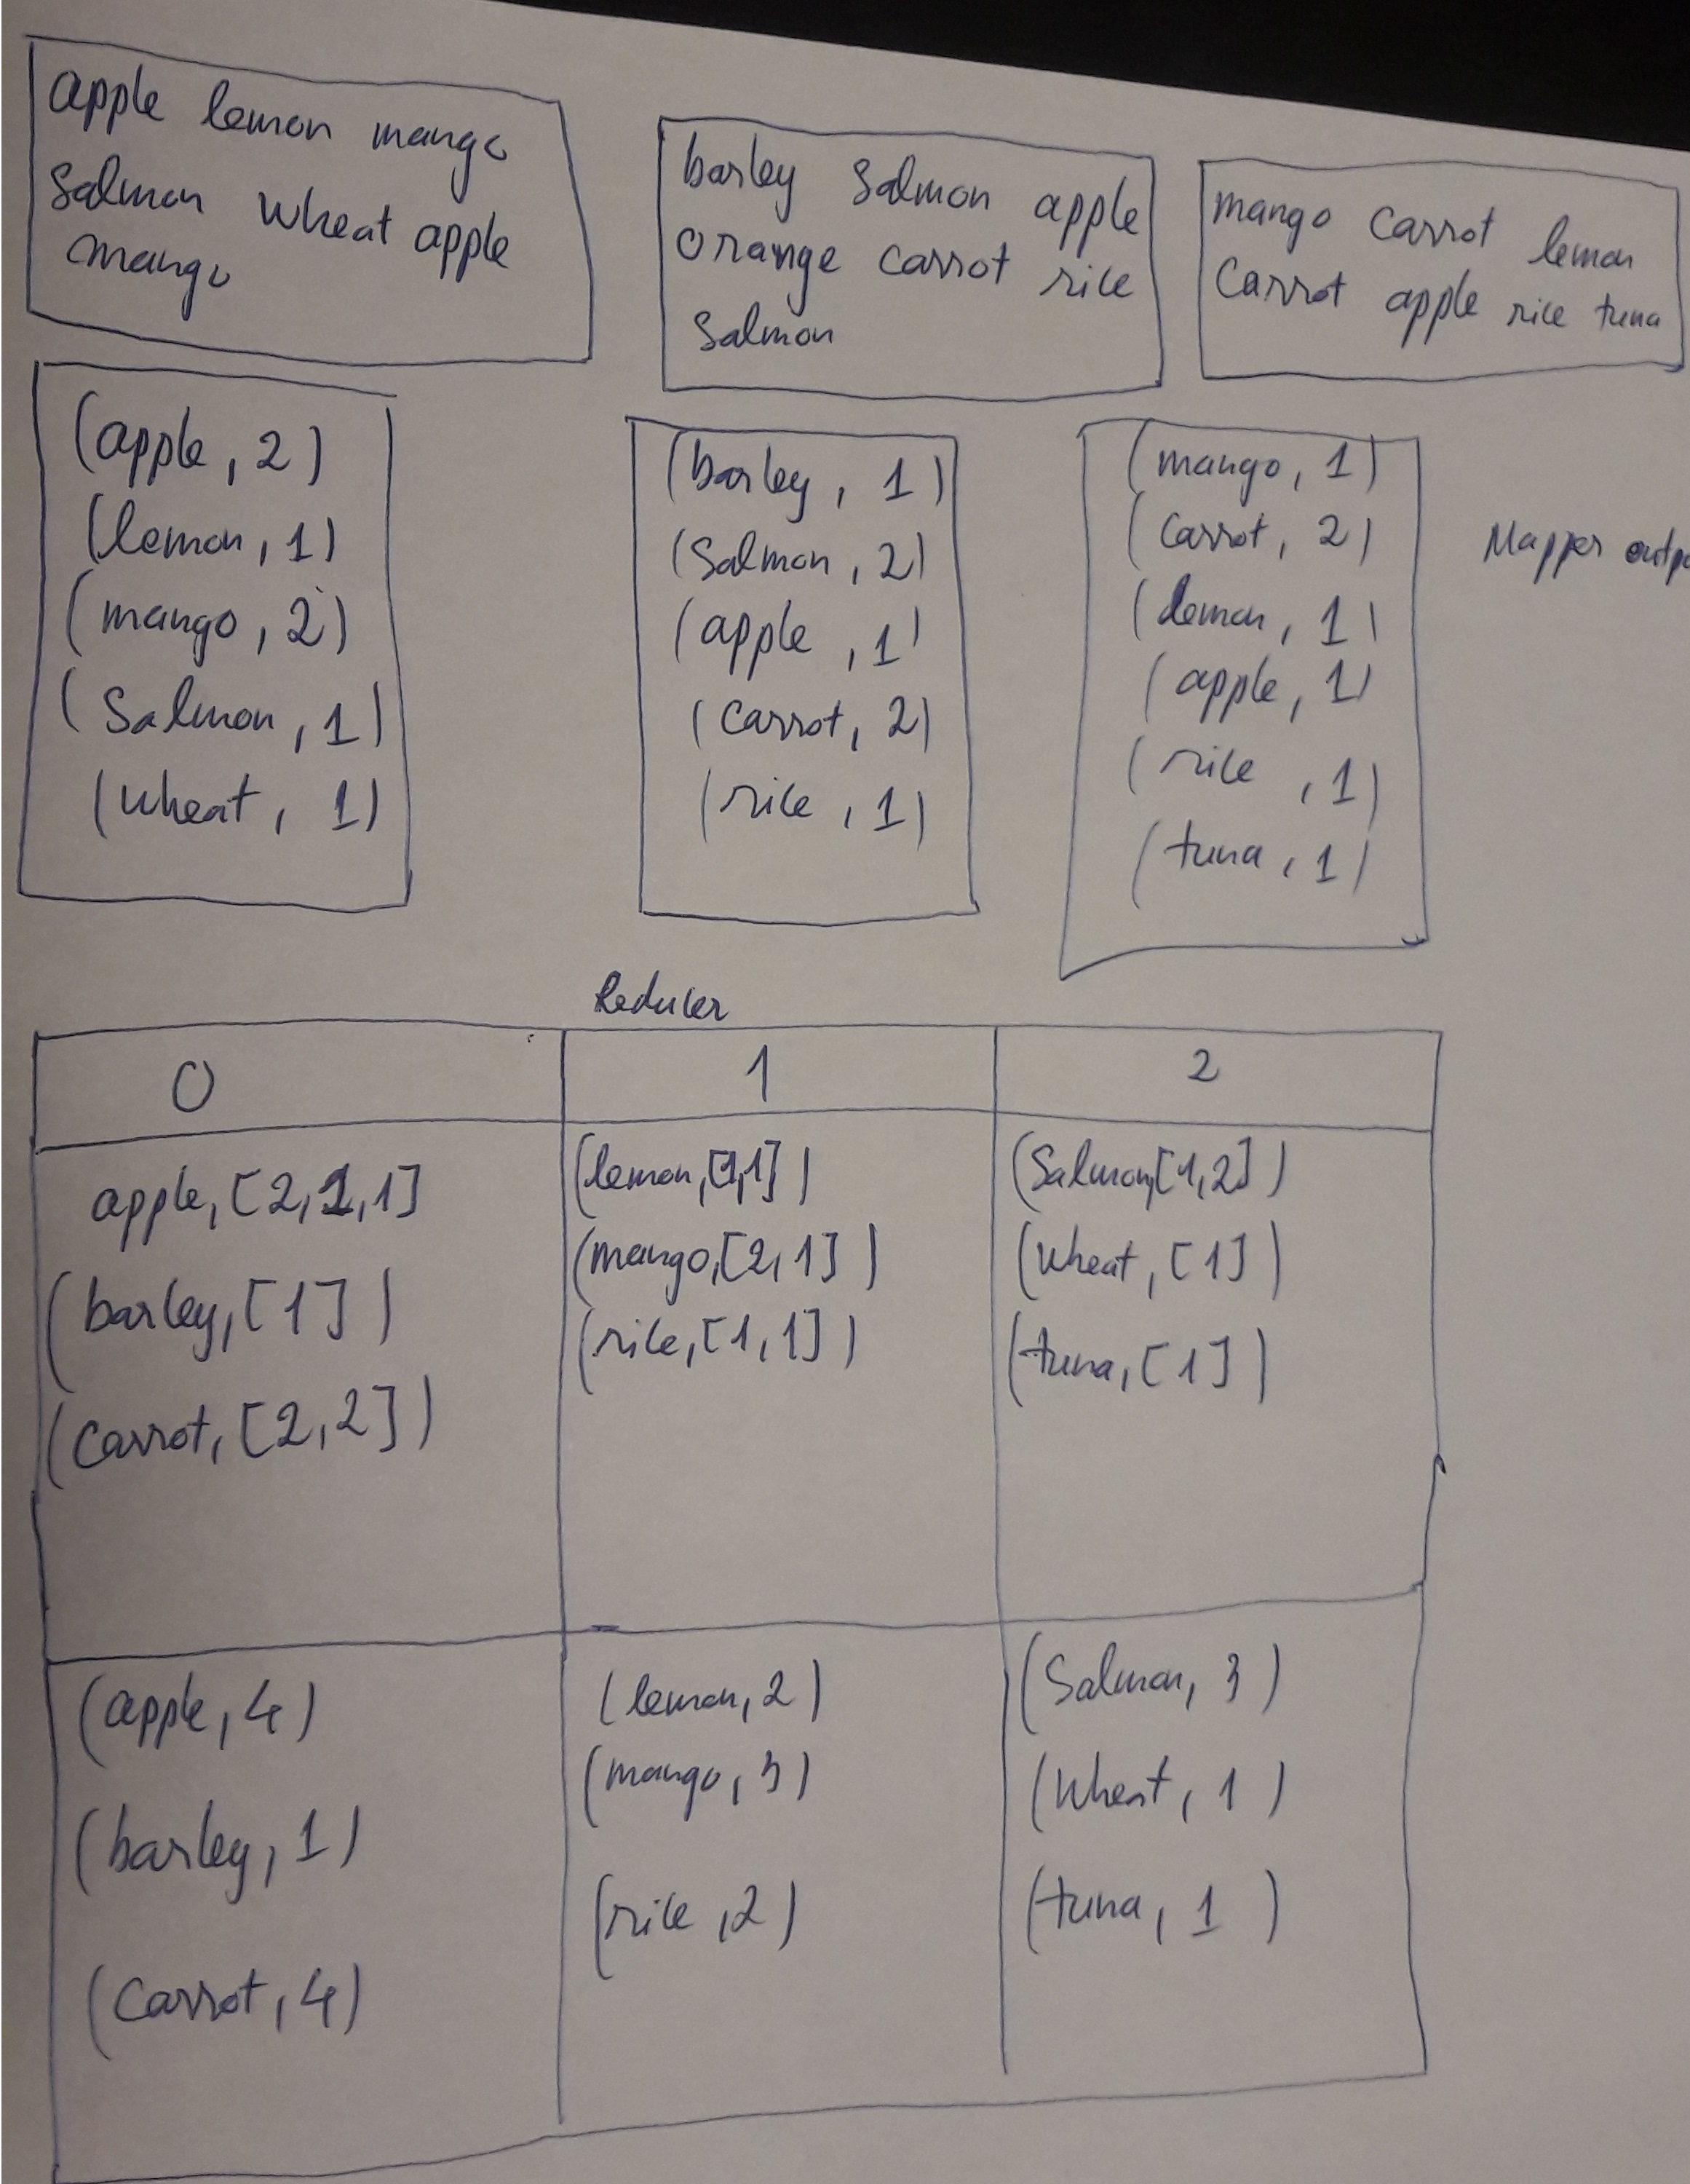 apple lemon mango
Salmon wheat apple
mango
barley Salmon apple
orange carrot rice
Salmon
mango carrot lemon
Carrot apple rice tuna
(apple, 2)
(lemon, 1)
(mango, 2)
(Salmon, 1)
(wheat, 1)
(barley, 1)
(Salmon, 2)
(apple, 1)
(carrot, 2)
(rice, 1)
(mango, 1)
(carrot, 2)
(lemon, 1)
(apple, 1)
(rice, 1)
(tuna, 1)
Mapper outp
Reducer
0 1 2
apple, [2,1,1]
(barley, [1])
(carrot, [2,2])
(lemon, [1,1])
(mango, [2,1])
(rice, [1,1])
(Salmon, [1,2])
(wheat, [1])
(tuna, [1])
(apple, 4)
(barley, 1)
(carrot, 4)
(lemon, 2)
(mango, 3)
(rice, 2)
(Salmon, 3)
(wheat, 1)
(tuna, 1)